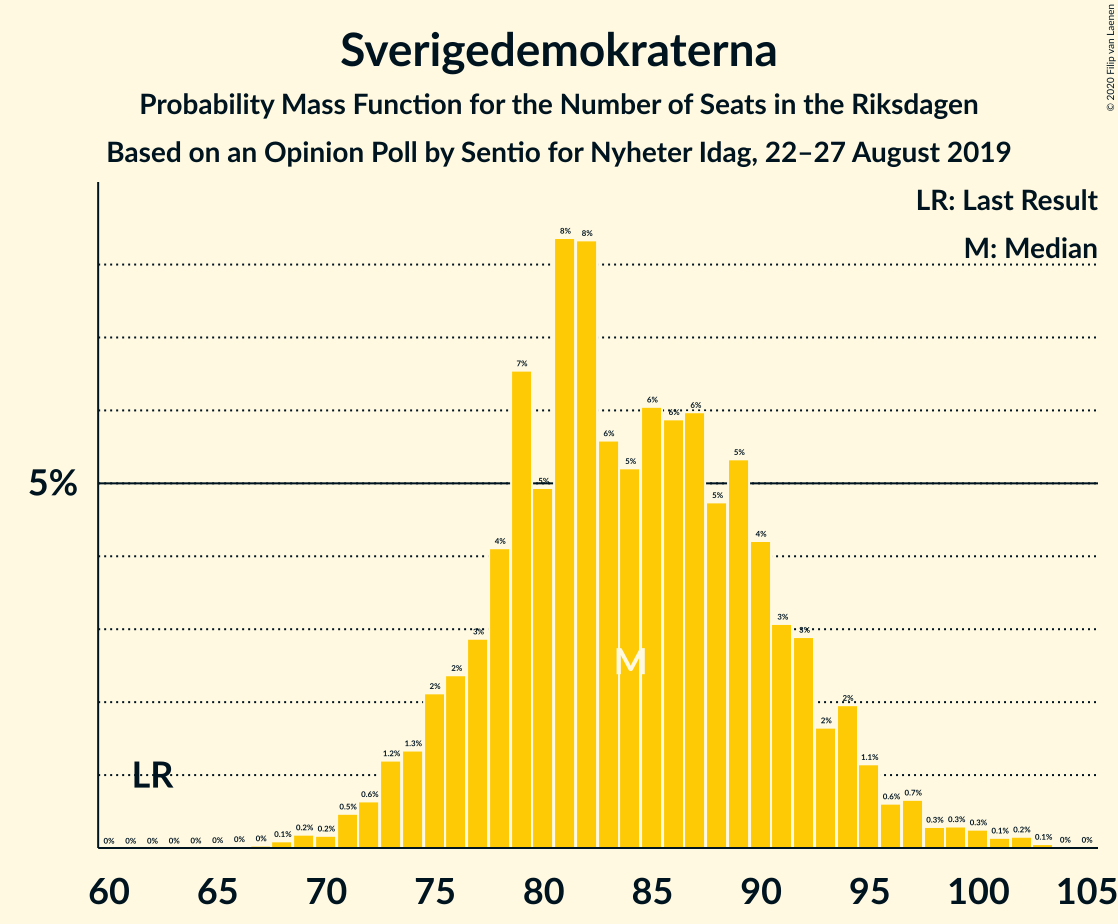 Sverigedemokraterna
Probability Mass Function for the Number of Seats in the Riksdagen
Based on an Opinion Poll by Sentio for Nyheter Idag, 22–27 August 2019
© 2020 Filip van Laenen
LR: Last Result
M: Median
5%
0% 0% 0% 0% 0% 0% 0% 0% 0.1% 0.2% 0.2% 0.5% 0.6% 1.2% 1.3% 2% 2% 3% 4% 7% 5% 8% 8% 6% 5% 6% 6% 6% 5% 5% 4% 3% 3% 2% 2% 1.1% 0.6% 0.7% 0.3% 0.3% 0.3% 0.1% 0.2% 0.1% 0% 0%
M
LR
60 65 70 75 80 85 90 95 100 105